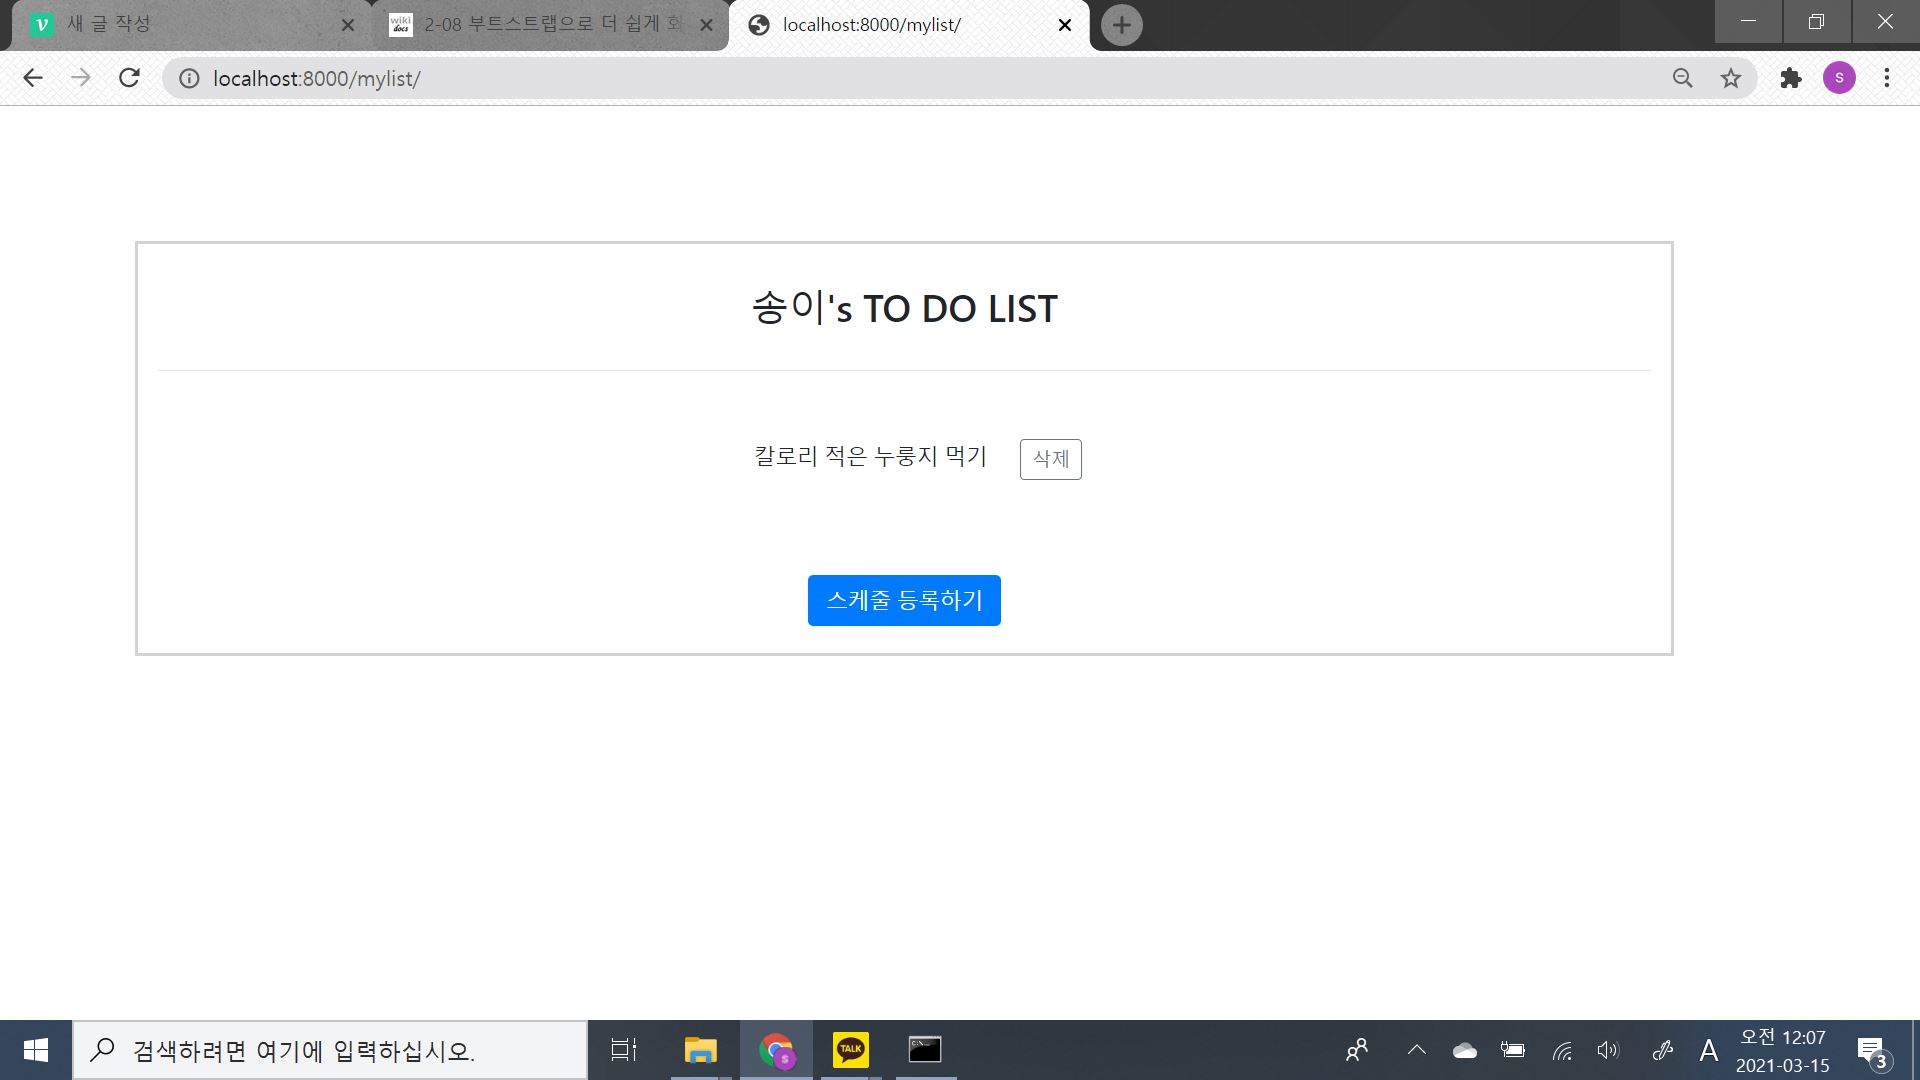 새 글 작성
wiki docs 2-08 부트스트랩으로 더 쉽게 화
localhost:8000/mylist/
localhost:8000/mylist/
S
송이's TO DO LIST
칼로리 적은 누룽지 먹기 삭제
스케줄 등록하기
검색하려면 여기에 입력하십시오.
S
TALK
A
오전 12:07
2021-03-15
3